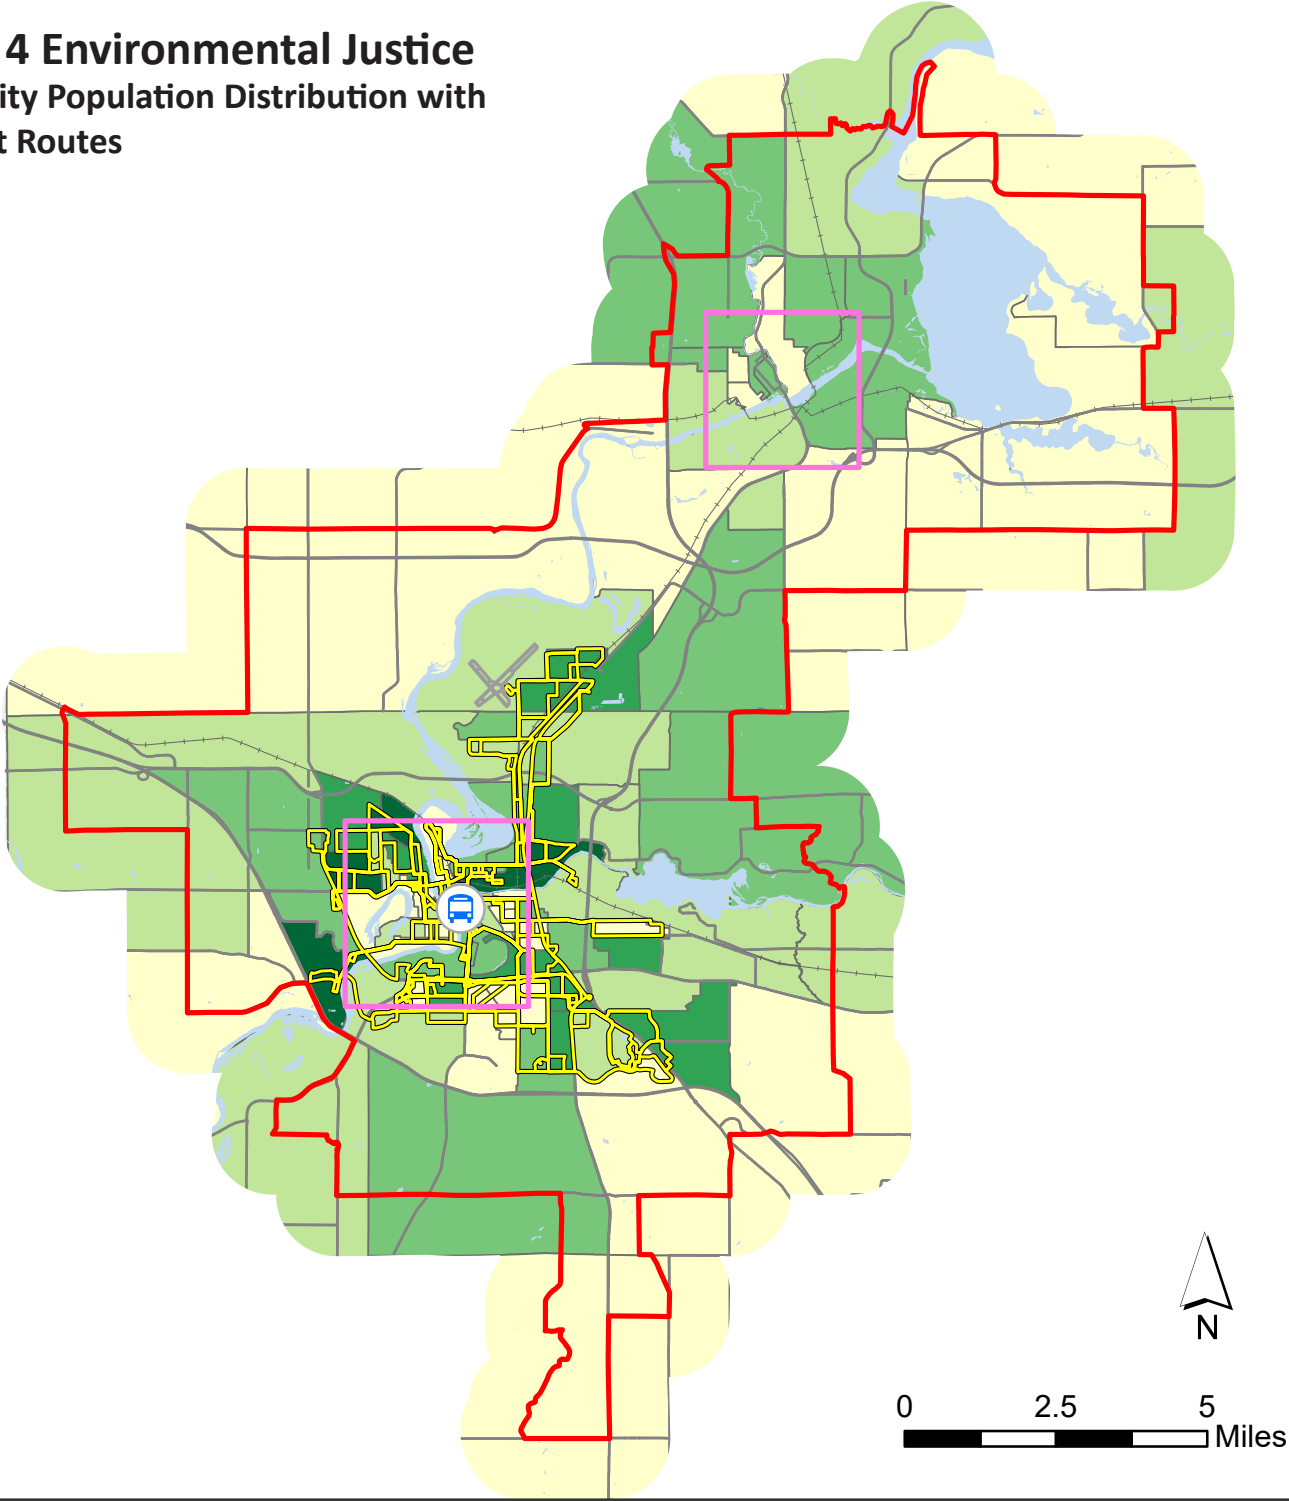 4 Environmental Justice
ity Population Distribution with
t Routes
N
0 2.5 5
Miles